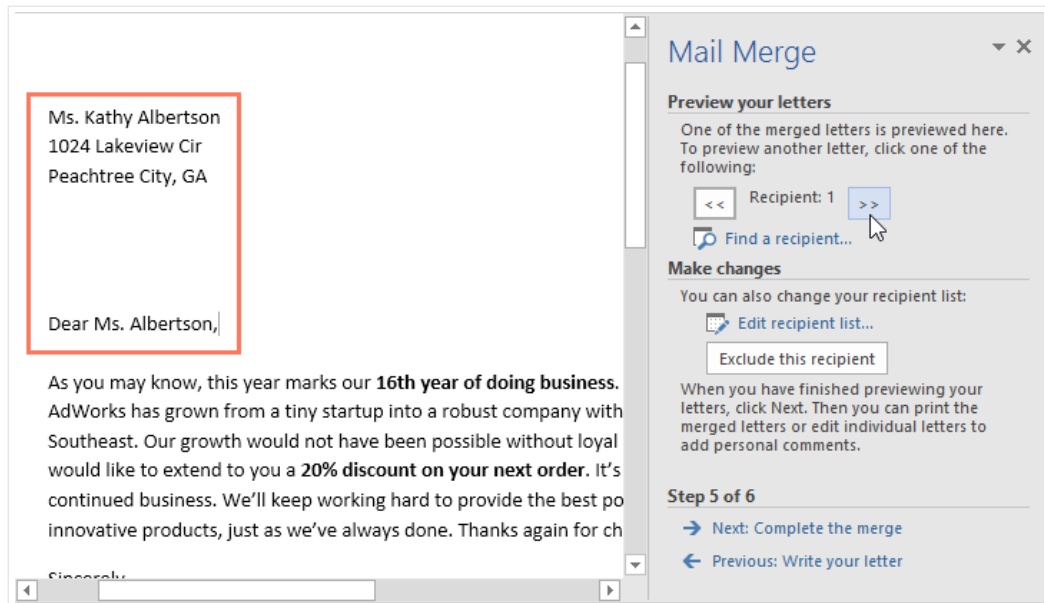 Ms. Kathy Albertson
1024 Lakeview Cir
Peachtree City, GA
Dear Ms. Albertson,
As you may know, this year marks our 16th year of doing business.
AdWorks has grown from a tiny startup into a robust company with
Southeast. Our growth would not have been possible without loyal
would like to extend to you a 20% discount on your next order. It's
continued business. We'll keep working hard to provide the best po
innovative products, just as we've always done. Thanks again for ch
Sincerely
Mail Merge
Preview your letters
One of the merged letters is previewed here.
To preview another letter, click one of the
following:
<< Recipient: 1 >>
Find a recipient...
Make changes
You can also change your recipient list:
Edit recipient list...
Exclude this recipient
When you have finished previewing your
letters, click Next. Then you can print the
merged letters or edit individual letters to
add personal comments.
Step 5 of 6
Next: Complete the merge
Previous: Write your letter